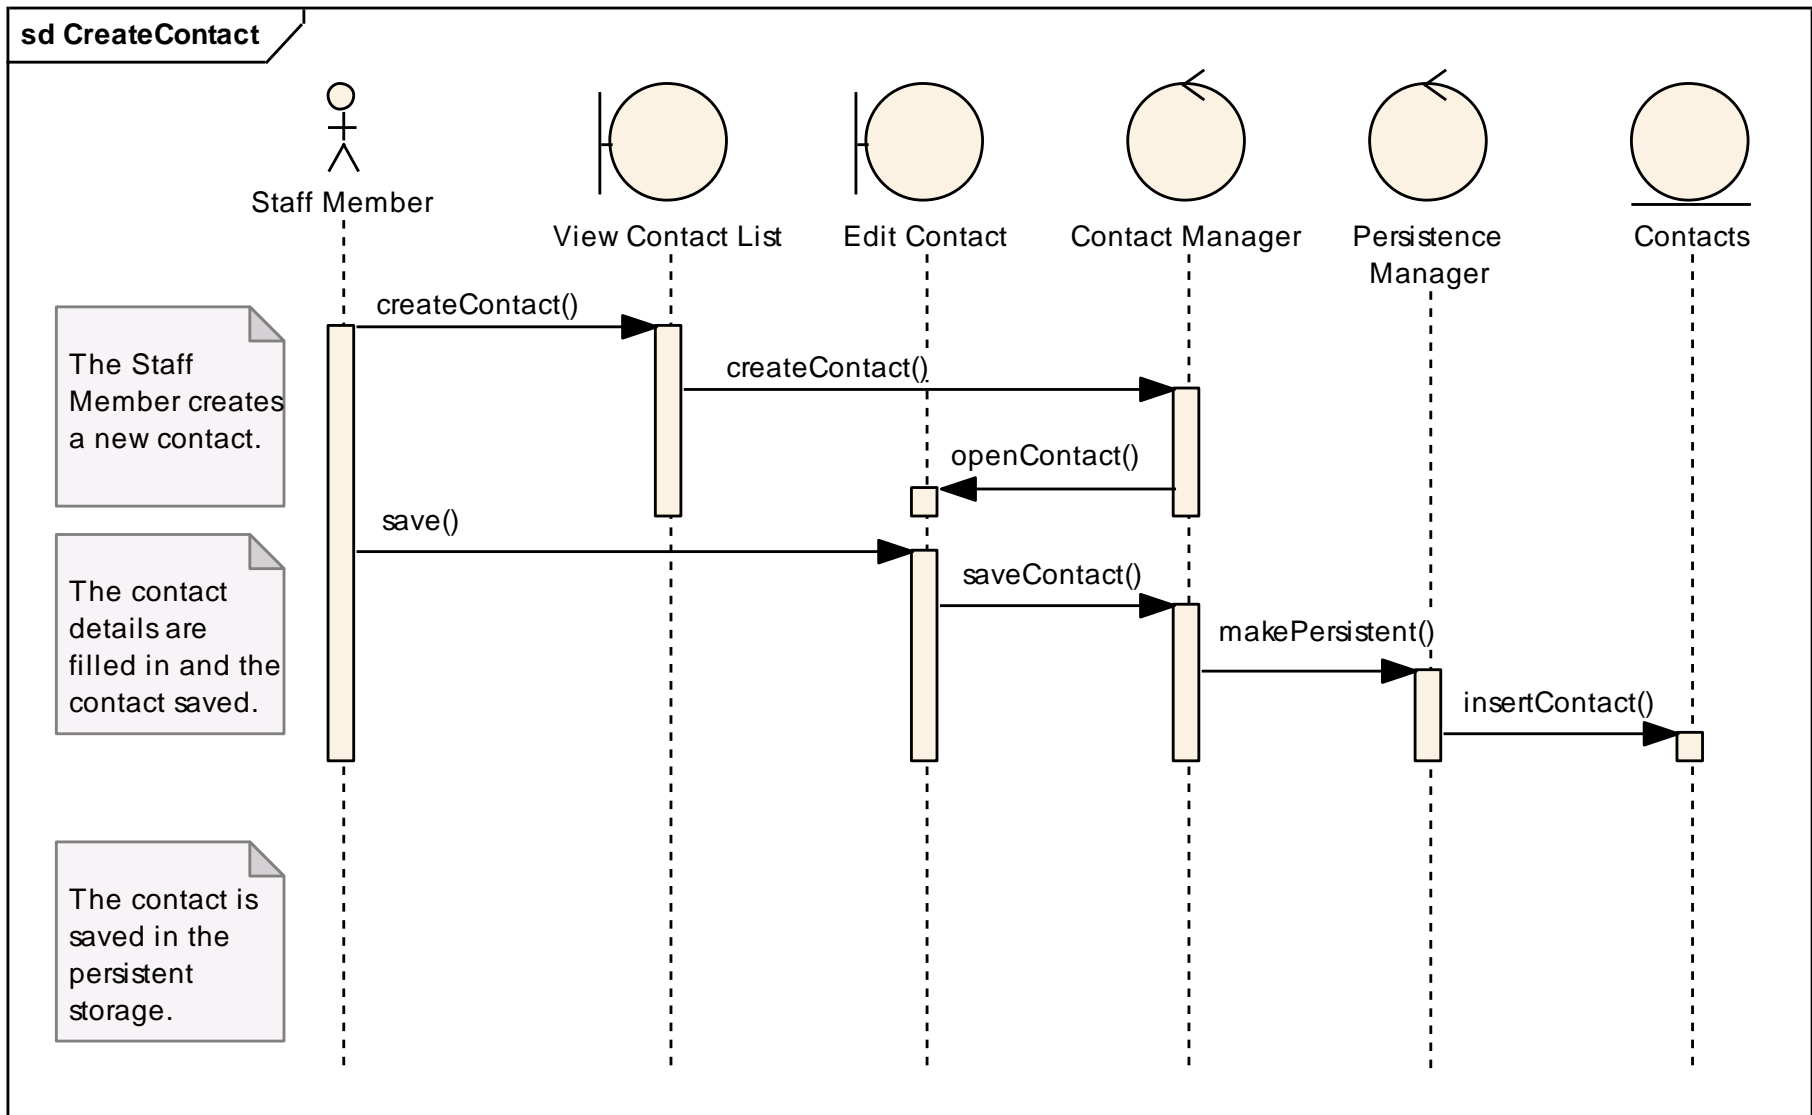 sd CreateContact
Staff Member
View Contact List
Edit Contact
Contact Manager
Persistence
Manager
Contacts
createContact()
The Staff
Member creates
a new contact.
createContact()
openContact()
save()
The contact
details are
filled in and the
contact saved.
saveContact()
makePersistent()
insertContact()
The contact is
saved in the
persistent
storage.